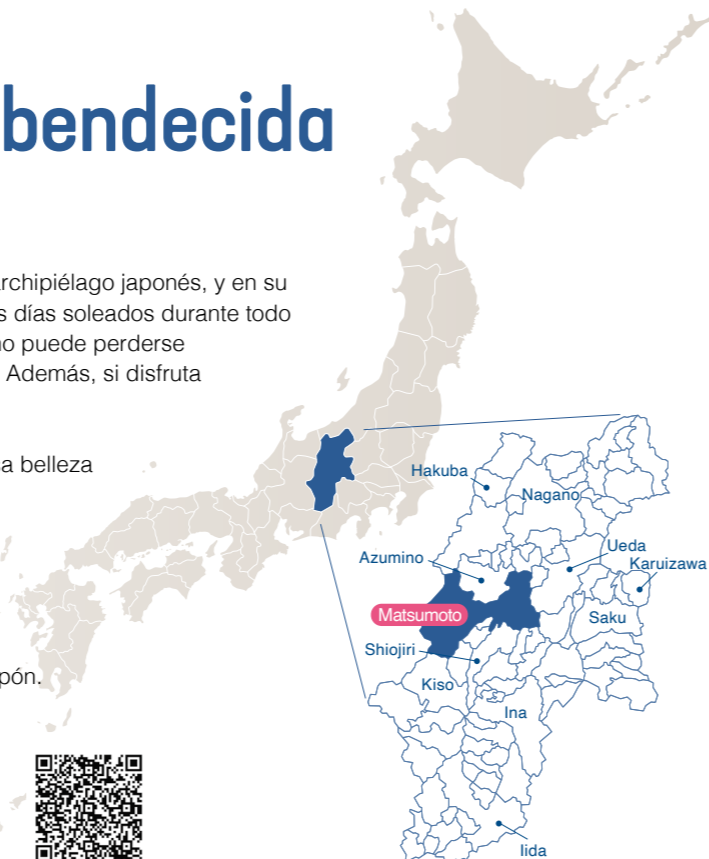 bendecida
archipiélago japonés, y en su
s días soleados durante todo
no puede perderse
Además, si disfruta
sa belleza
pón.
Hakuba
Nagano
Azumino
Ueda
Karuizawa
Matsumoto
Saku
Shiojiri
Kiso
Ina
Iida